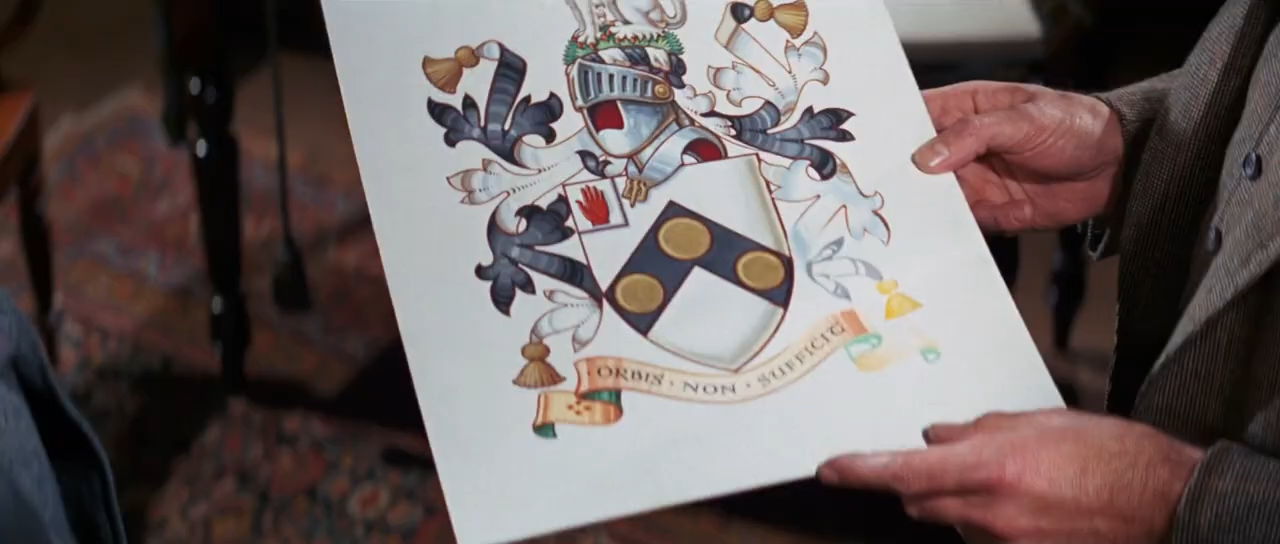 · ORBIS · NON · SUFFICIT